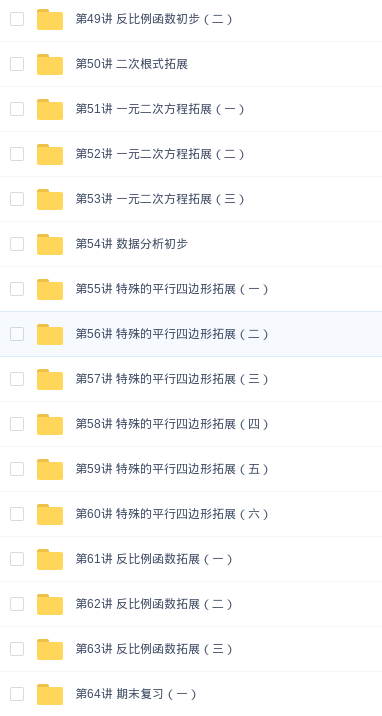 第49讲 反比例函数初步（二）
第50讲 二次根式拓展
第51讲 一元二次方程拓展（一）
第52讲 一元二次方程拓展（二）
第53讲 一元二次方程拓展（三）
第54讲 数据分析初步
第55讲 特殊的平行四边形拓展（一）
第56讲 特殊的平行四边形拓展（二）
第57讲 特殊的平行四边形拓展（三）
第58讲 特殊的平行四边形拓展（四）
第59讲 特殊的平行四边形拓展（五）
第60讲 特殊的平行四边形拓展（六）
第61讲 反比例函数拓展（一）
第62讲 反比例函数拓展（二）
第63讲 反比例函数拓展（三）
第64讲 期末复习（一）